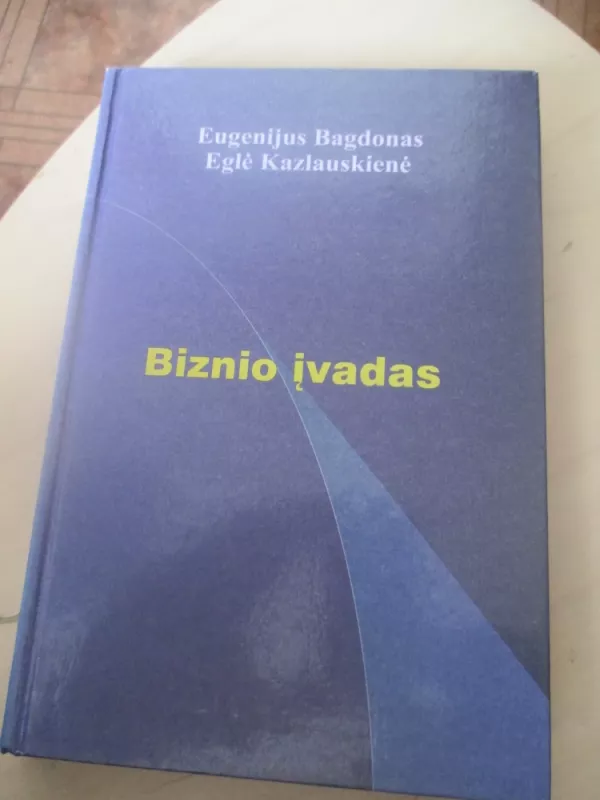 Eugenijus Bagdonas
Eglė Kazlauskienė
Biznio įvadas